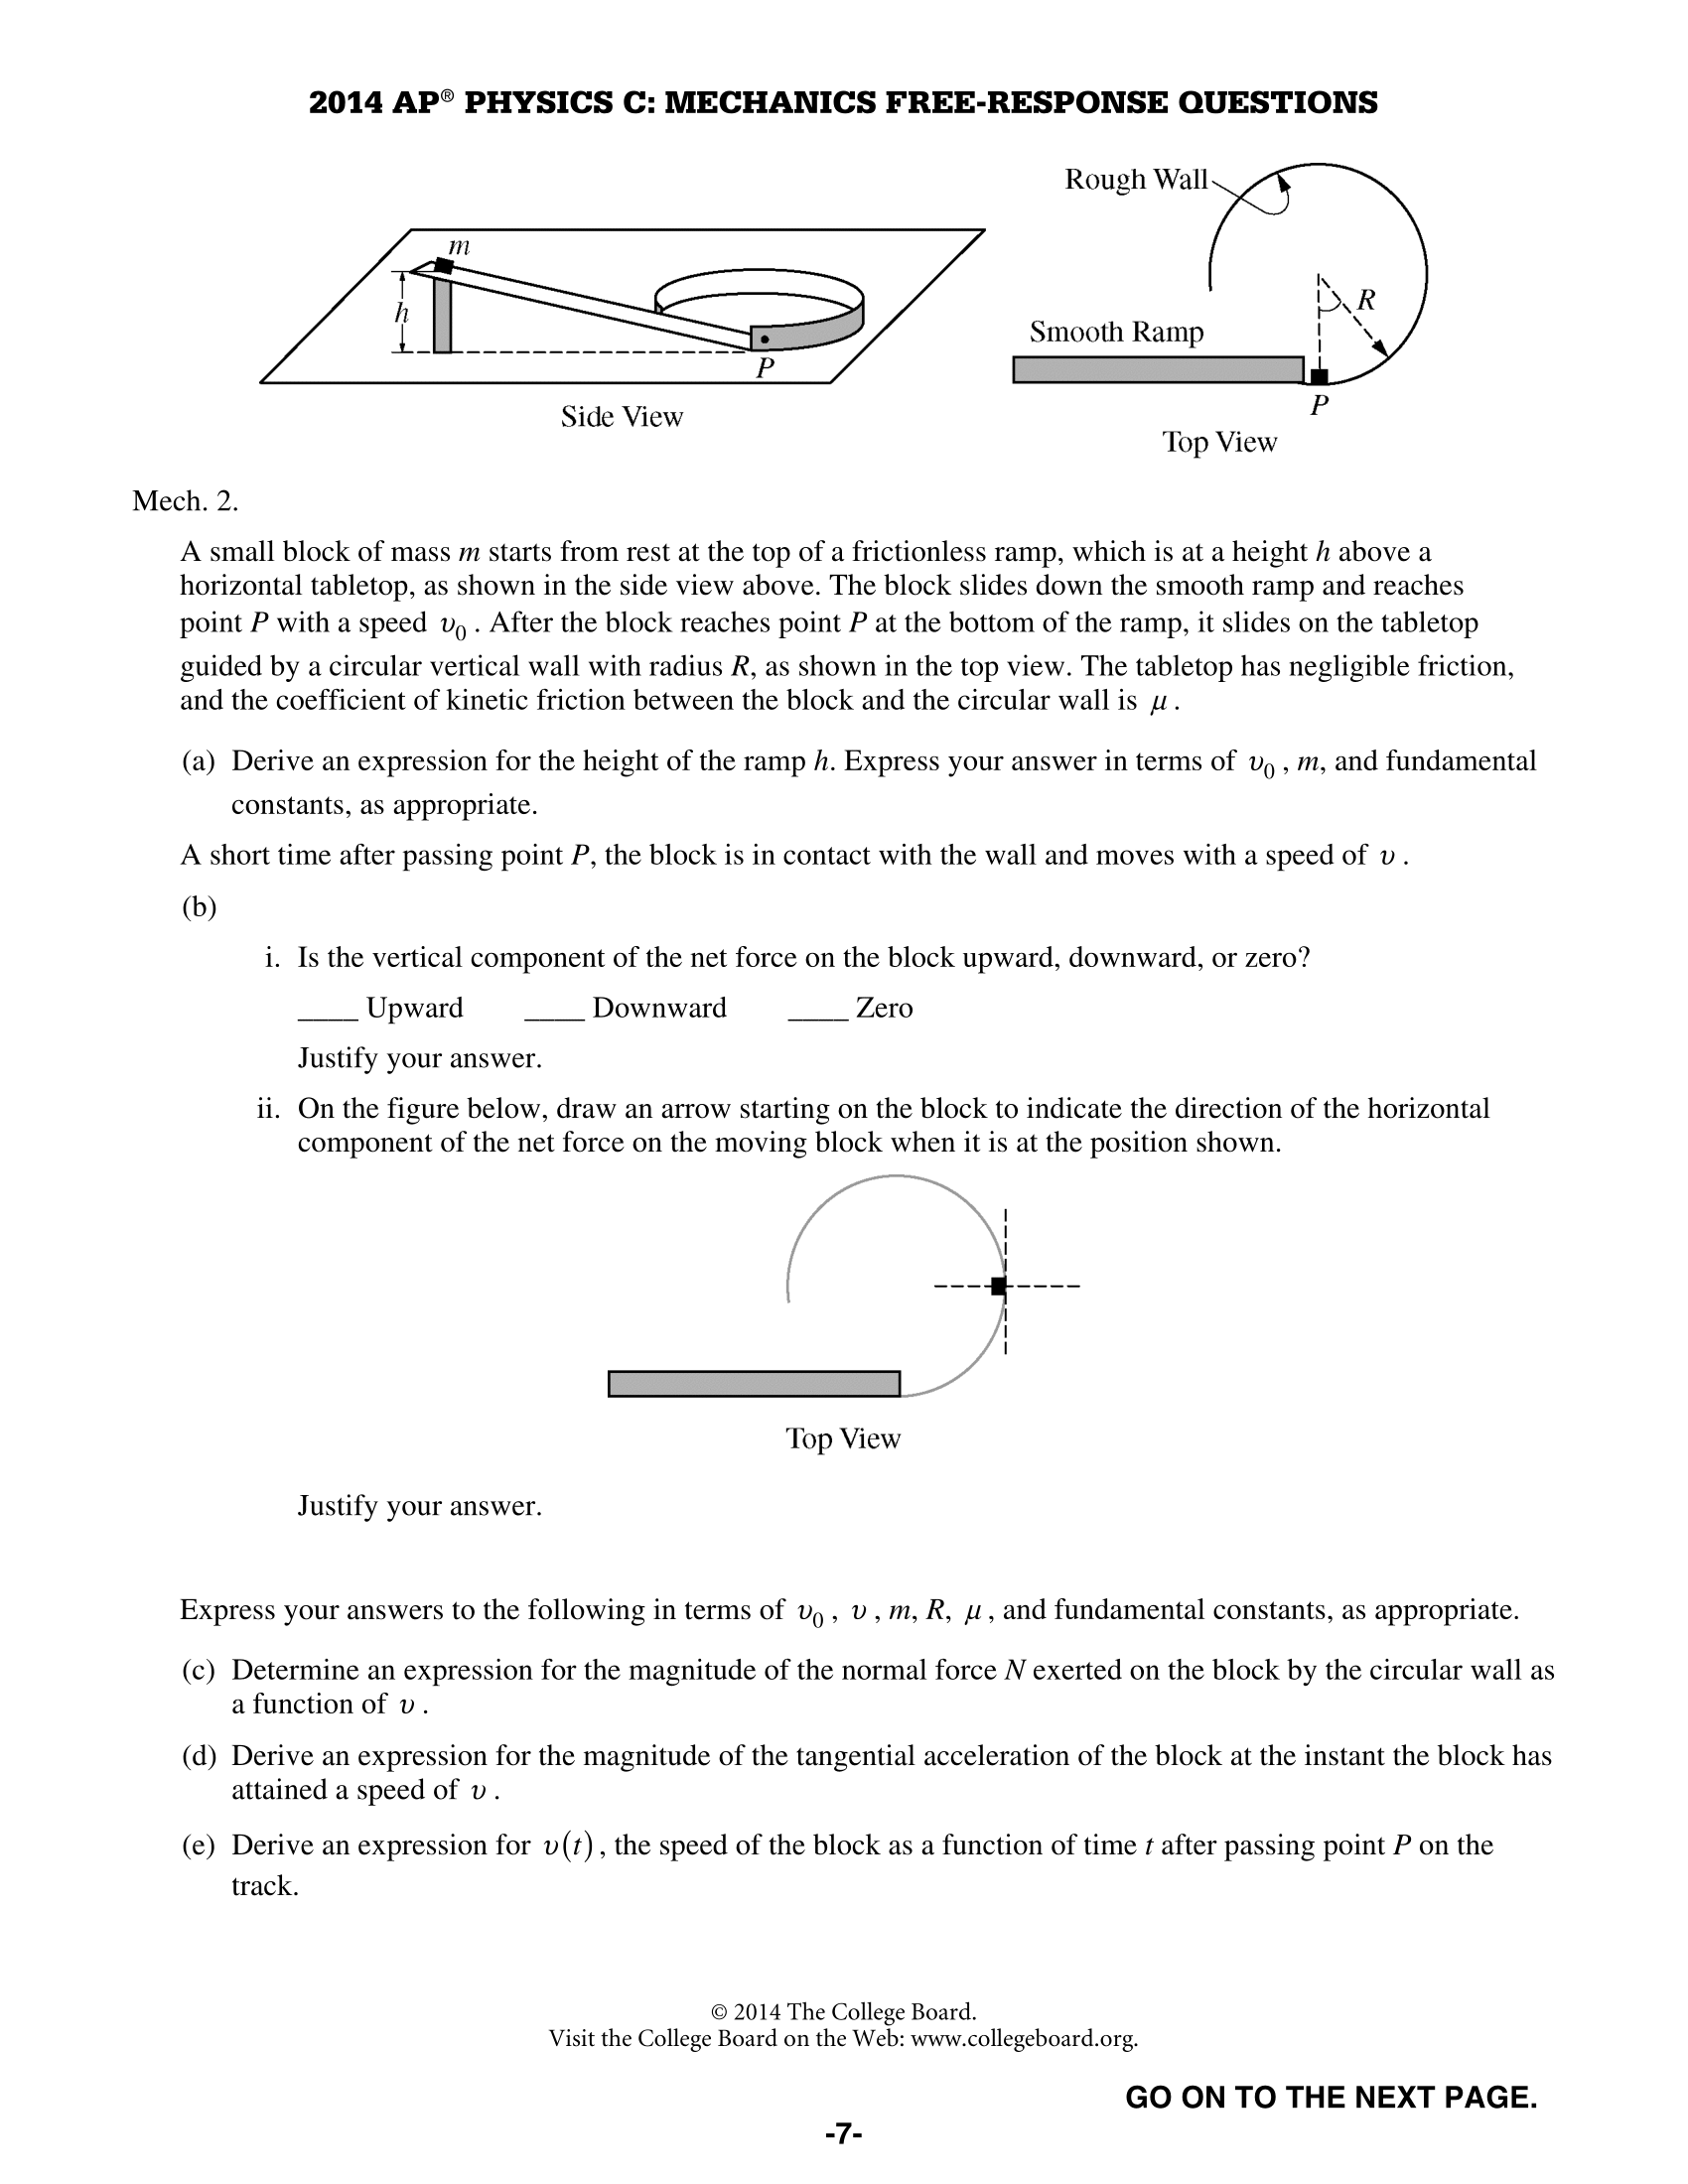 2014 AP® PHYSICS C: MECHANICS FREE-RESPONSE QUESTIONS
Rough Wall
m
h
R
Smooth Ramp
P
P
Side View
Top View
Mech. 2.
A small block of mass m starts from rest at the top of a frictionless ramp, which is at a height h above a
horizontal tabletop, as shown in the side view above. The block slides down the smooth ramp and reaches
point P with a speed υ₀ . After the block reaches point P at the bottom of the ramp, it slides on the tabletop
guided by a circular vertical wall with radius R, as shown in the top view. The tabletop has negligible friction,
and the coefficient of kinetic friction between the block and the circular wall is μ .
(a) Derive an expression for the height of the ramp h. Express your answer in terms of υ₀ , m, and fundamental
constants, as appropriate.
A short time after passing point P, the block is in contact with the wall and moves with a speed of υ .
(b)
i. Is the vertical component of the net force on the block upward, downward, or zero?
____ Upward ____ Downward ____ Zero
Justify your answer.
ii. On the figure below, draw an arrow starting on the block to indicate the direction of the horizontal
component of the net force on the moving block when it is at the position shown.
Top View
Justify your answer.
Express your answers to the following in terms of υ₀ , υ , m, R, μ , and fundamental constants, as appropriate.
(c) Determine an expression for the magnitude of the normal force N exerted on the block by the circular wall as
a function of υ .
(d) Derive an expression for the magnitude of the tangential acceleration of the block at the instant the block has
attained a speed of υ .
(e) Derive an expression for υ(t), the speed of the block as a function of time t after passing point P on the
track.
© 2014 The College Board.
Visit the College Board on the Web: www.collegeboard.org.
GO ON TO THE NEXT PAGE.
-7-